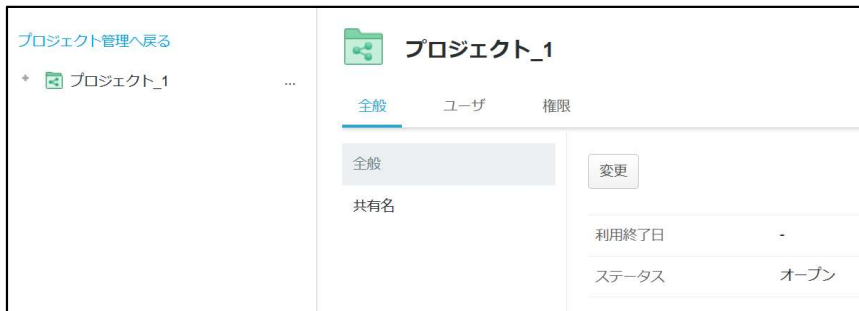 プロジェクト管理へ戻る
プロジェクト_1
...
プロジェクト_1
全般
ユーザ
権限
全般
共有名
変更
利用終了日
-
ステータス
オープン